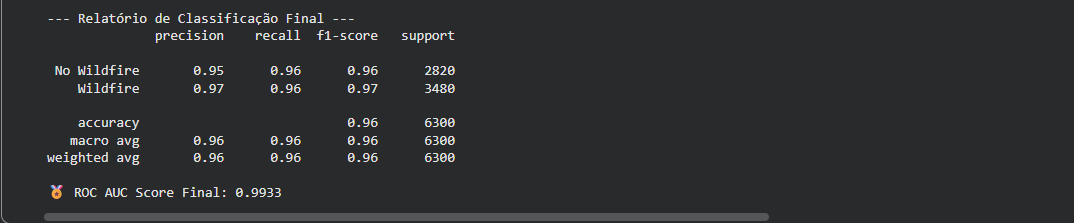 --- Relatório de Classificação Final ---
precision recall f1-score support
No Wildfire 0.95 0.96 0.96 2820
Wildfire 0.97 0.96 0.97 3480
accuracy 0.96 6300
macro avg 0.96 0.96 0.96 6300
weighted avg 0.96 0.96 0.96 6300
🏅 ROC AUC Score Final: 0.9933